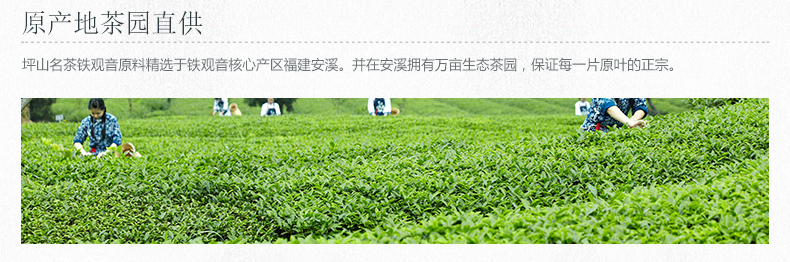 原产地茶园直供
坪山名茶铁观音原料精选于铁观音核心产区福建安溪。并在安溪拥有万亩生态茶园，保证每一片原叶的正宗。